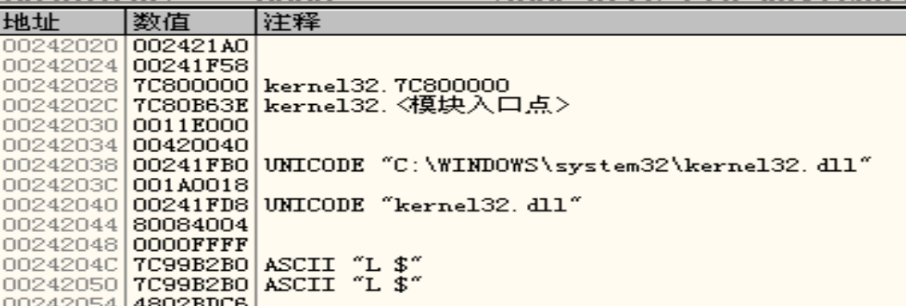 地址 数值 注释
00242020 002421A0
00242024 00241F58
00242028 7C800000 kernel32.7C800000
0024202C 7C80B63E kernel32.<模块入口点>
00242030 0011E000
00242034 00420040
00242038 00241FB0 UNICODE "C:\WINDOWS\system32\kernel32.dll"
0024203C 001A0018
00242040 00241FD8 UNICODE "kernel32.dll"
00242044 80084004
00242048 0000FFFF
0024204C 7C99B2B0 ASCII "L $"
00242050 7C99B2B0 ASCII "L $"
00242054 4802BDC6